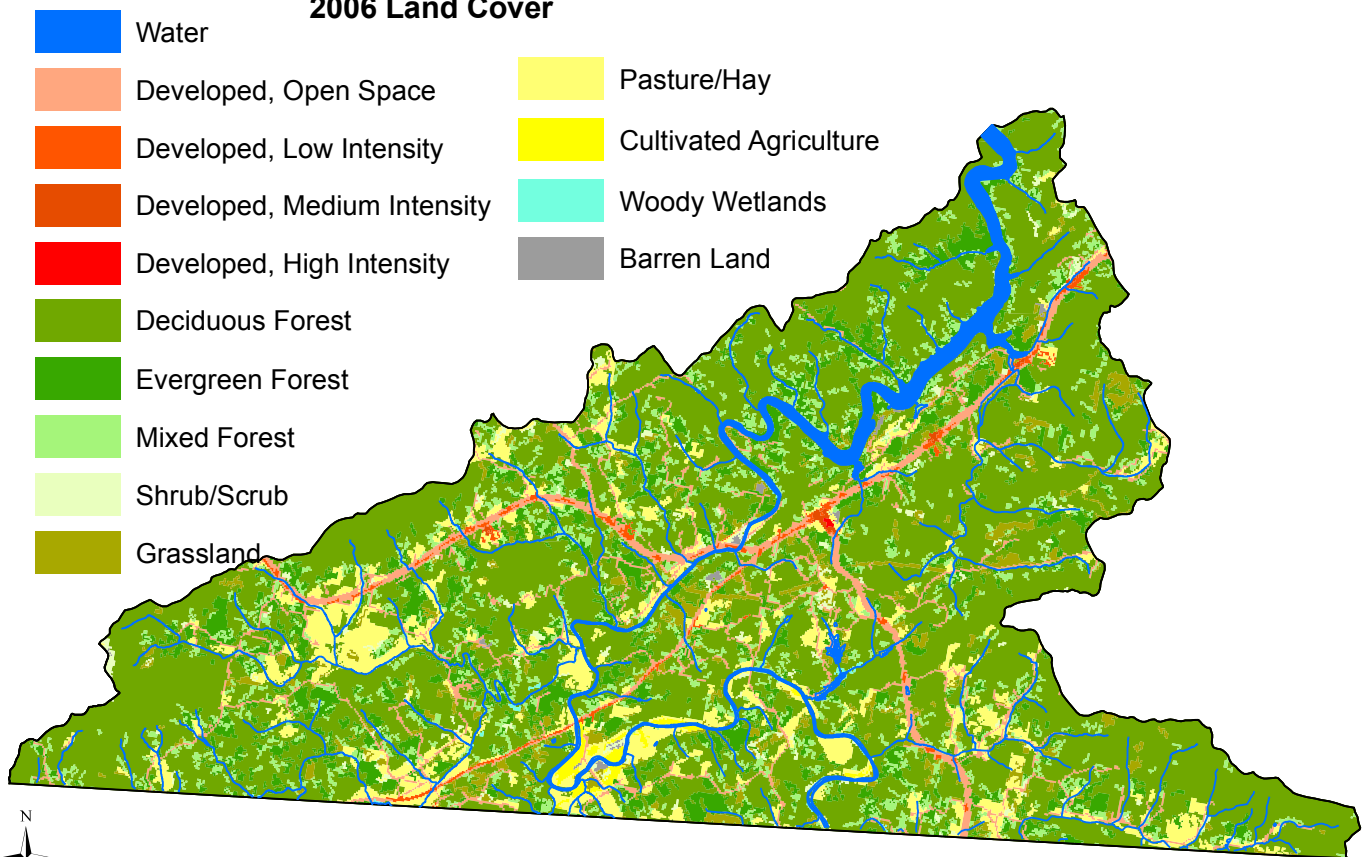 2006 Land Cover
Water
Developed, Open Space
Developed, Low Intensity
Developed, Medium Intensity
Developed, High Intensity
Deciduous Forest
Evergreen Forest
Mixed Forest
Shrub/Scrub
Grassland
Pasture/Hay
Cultivated Agriculture
Woody Wetlands
Barren Land
N